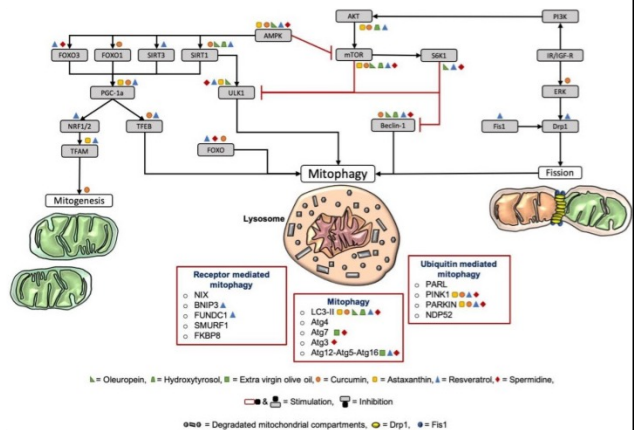 AKT
PI3K
AMPK
FOXO3
FOXO1
SIRT3
SIRT1
mTOR
S6K1
IR/IGF-R
PGC-1a
ULK1
ERK
NRF1/2
TFEB
Beclin-1
Fis1
Drp1
TFAM
FOXO
Mitophagy
Fission
Mitogenesis
Lysosome
Receptor mediated
mitophagy
NIX
BNIP3
FUNDC1
SMURF1
FKBP8
Mitophagy
LC3-II
Atg4
Atg7
Atg3
Atg12-Atg5-Atg16
Ubiquitin mediated
mitophagy
PARL
PINK1
PARKIN
NDP52
= Oleuropein, = Hydroxytyrosol, = Extra virgin olive oil, = Curcumin, = Astaxanthin, = Resveratrol, = Spermidine,
& = Stimulation, = Inhibition
= Degraded mitochondrial compartments, = Drp1, = Fis1